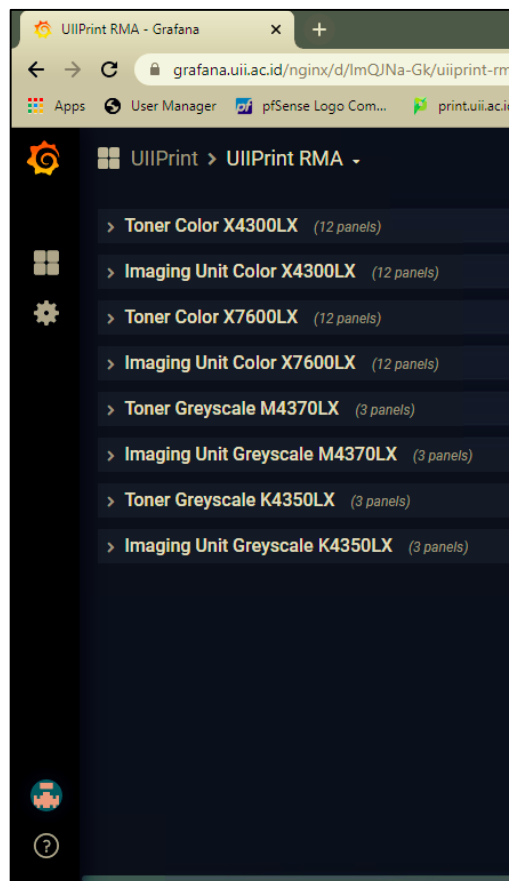 UIIPrint RMA - Grafana
grafana.uii.ac.id/nginx/d/ImQJNa-Gk/uiiprint-rm
Apps User Manager pfSense Logo Com... print.uii.ac.i
UIIPrint > UIIPrint RMA
> Toner Color X4300LX (12 panels)
> Imaging Unit Color X4300LX (12 panels)
> Toner Color X7600LX (12 panels)
> Imaging Unit Color X7600LX (12 panels)
> Toner Greyscale M4370LX (3 panels)
> Imaging Unit Greyscale M4370LX (3 panels)
> Toner Greyscale K4350LX (3 panels)
> Imaging Unit Greyscale K4350LX (3 panels)